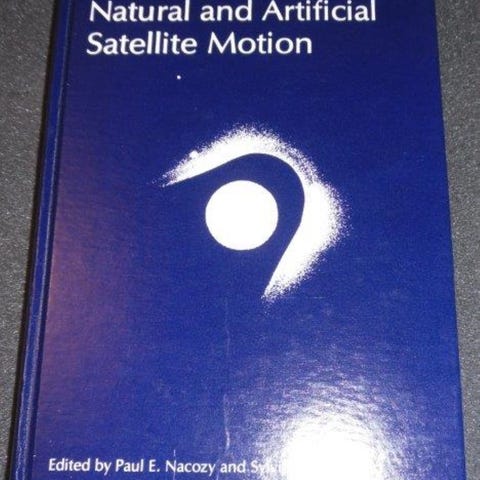 Natural and Artificial
Satellite Motion
Edited by Paul E. Nacozy and